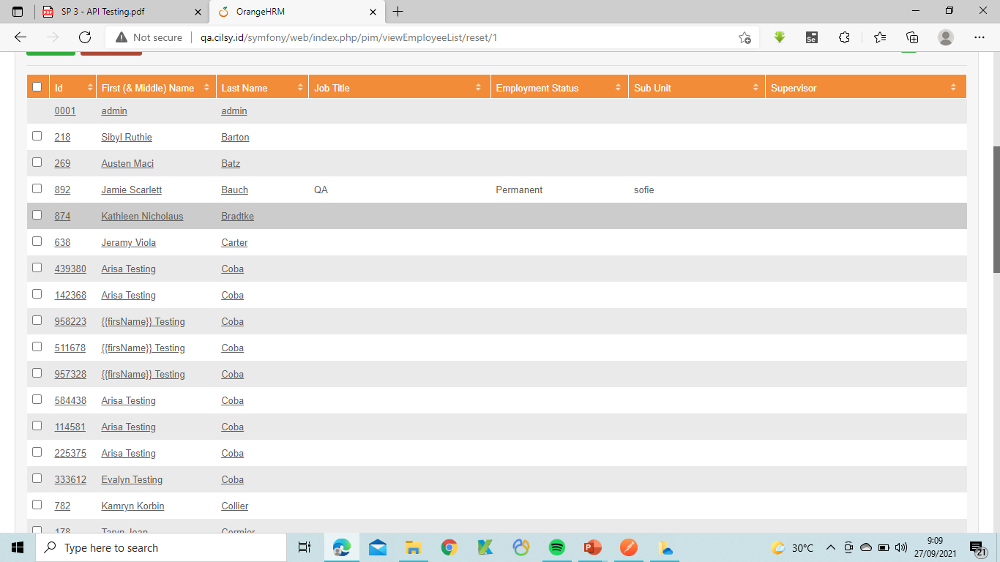 SP 3 - API Testing.pdf
OrangeHRM
Not secure
qa.cilsy.id/symfony/web/index.php/pim/viewEmployeeList/reset/1
Id First (& Middle) Name Last Name Job Title Employment Status Sub Unit Supervisor
0001 admin admin
218 Sibyl Ruthie Barton
269 Austen Maci Batz
892 Jamie Scarlett Bauch QA Permanent sofie
874 Kathleen Nicholaus Bradtke
638 Jeramy Viola Carter
439380 Arisa Testing Coba
142368 Arisa Testing Coba
958223 {{firsName}} Testing Coba
511678 {{firsName}} Testing Coba
957328 {{firsName}} Testing Coba
584438 Arisa Testing Coba
114581 Arisa Testing Coba
225375 Arisa Testing Coba
333612 Evalyn Testing Coba
782 Kamryn Korbin Collier
178 Taryn Jean Cormier
Type here to search
30°C
9:09
27/09/2021
21